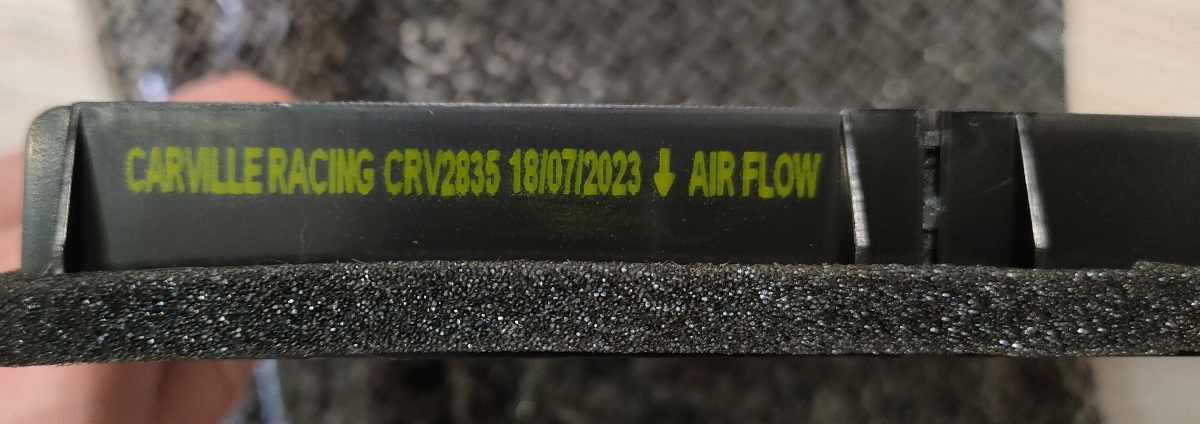 CARVILLE RACING CRV2835 18/07/2023 ↓ AIR FLOW